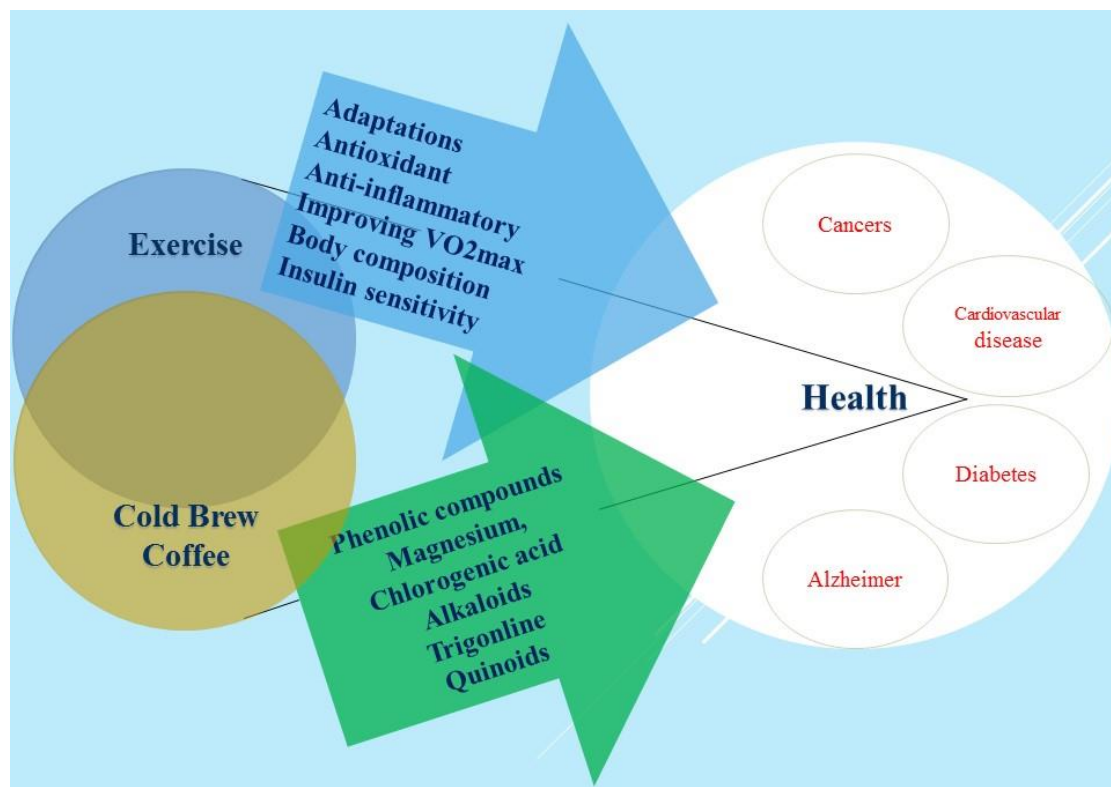 Exercise
Cold Brew
Coffee
Adaptations
Antioxidant
Anti-inflammatory
Improving VO2max
Body composition
Insulin sensitivity
Phenolic compounds
Magnesium,
Chlorogenic acid
Alkaloids
Trigonline
Quinoids
Health
Cancers
Cardiovascular
disease
Diabetes
Alzheimer